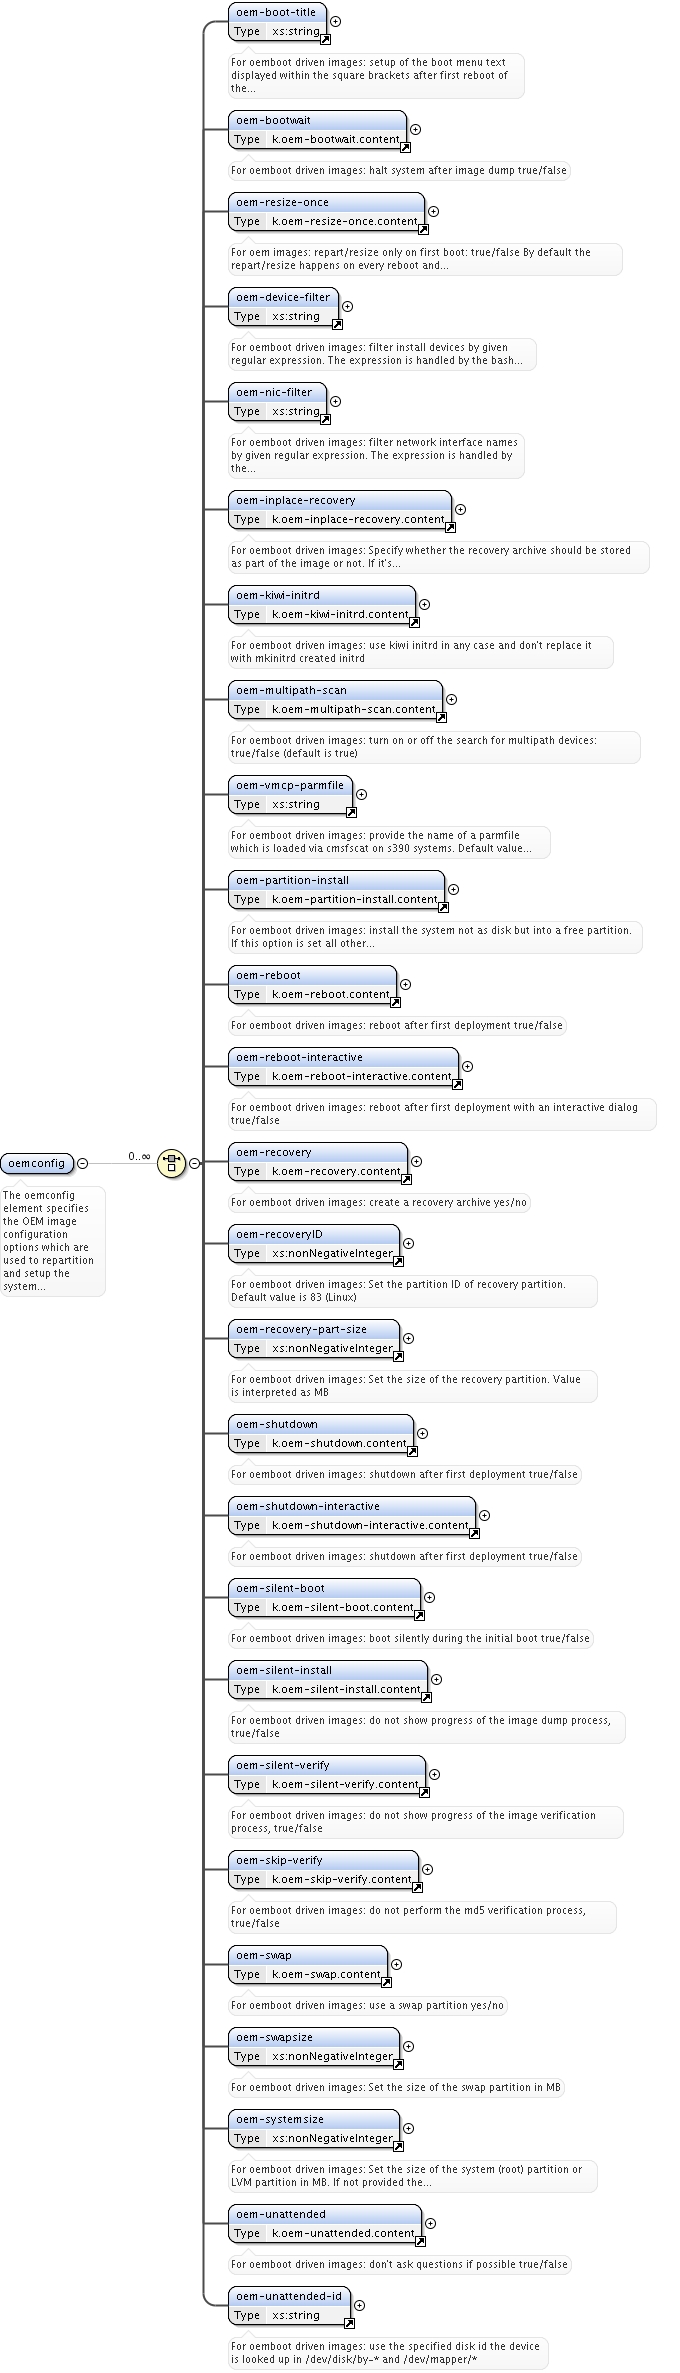 oem-boot-title
Type xs:string
For oemboot driven images: setup of the boot menu text
displayed within the square brackets after first reboot of
the...
oem-bootwait
Type k.oem-bootwait.content
For oemboot driven images: halt system after image dump true/false
oem-resize-once
Type k.oem-resize-once.content
For oem images: repart/resize only on first boot: true/false By default the
repart/resize happens on every reboot and...
oem-device-filter
Type xs:string
For oemboot driven images: filter install devices by given
regular expression. The expression is handled by the bash...
oem-nic-filter
Type xs:string
For oemboot driven images: filter network interface names
by given regular expression. The expression is handled by
the...
oem-inplace-recovery
Type k.oem-inplace-recovery.content
For oemboot driven images: Specify whether the recovery archive should be stored
as part of the image or not. If it's...
oem-kiwi-initrd
Type k.oem-kiwi-initrd.content
For oemboot driven images: use kiwi initrd in any case and don't replace it
with mkinitrd created initrd
oem-multipath-scan
Type k.oem-multipath-scan.content
For oemboot driven images: turn on or off the search for multipath devices:
true/false (default is true)
oem-vmcp-parmfile
Type xs:string
For oemboot driven images: provide the name of a parmfile
which is loaded via cmsfscat on s390 systems. Default value...
oem-partition-install
Type k.oem-partition-install.content
For oemboot driven images: install the system not as disk but into a free partition.
If this option is set all other...
oem-reboot
Type k.oem-reboot.content
For oemboot driven images: reboot after first deployment true/false
oem-reboot-interactive
Type k.oem-reboot-interactive.content
For oemboot driven images: reboot after first deployment with an interactive dialog
true/false
oemconfig
0..∞
The oemconfig
element specifies
the OEM image
configuration
options which are
used to repartition
and setup the
system...
oem-recovery
Type k.oem-recovery.content
For oemboot driven images: create a recovery archive yes/no
oem-recoveryID
Type xs:nonNegativeInteger
For oemboot driven images: Set the partition ID of recovery partition.
Default value is 83 (Linux)
oem-recovery-part-size
Type xs:nonNegativeInteger
For oemboot driven images: Set the size of the recovery partition. Value
is interpreted as MB
oem-shutdown
Type k.oem-shutdown.content
For oemboot driven images: shutdown after first deployment true/false
oem-shutdown-interactive
Type k.oem-shutdown-interactive.content
For oemboot driven images: shutdown after first deployment true/false
oem-silent-boot
Type k.oem-silent-boot.content
For oemboot driven images: boot silently during the initial boot true/false
oem-silent-install
Type k.oem-silent-install.content
For oemboot driven images: do not show progress of the image dump process,
true/false
oem-silent-verify
Type k.oem-silent-verify.content
For oemboot driven images: do not show progress of the image verification
process, true/false
oem-skip-verify
Type k.oem-skip-verify.content
For oemboot driven images: do not perform the md5 verification process,
true/false
oem-swap
Type k.oem-swap.content
For oemboot driven images: use a swap partition yes/no
oem-swapsize
Type xs:nonNegativeInteger
For oemboot driven images: Set the size of the swap partition in MB
oem-systemsize
Type xs:nonNegativeInteger
For oemboot driven images: Set the size of the system (root) partition or
LVM partition in MB. If not provided the...
oem-unattended
Type k.oem-unattended.content
For oemboot driven images: don't ask questions if possible true/false
oem-unattended-id
Type xs:string
For oemboot driven images: use the specified disk id the device
is looked up in /dev/disk/by-* and /dev/mapper/*